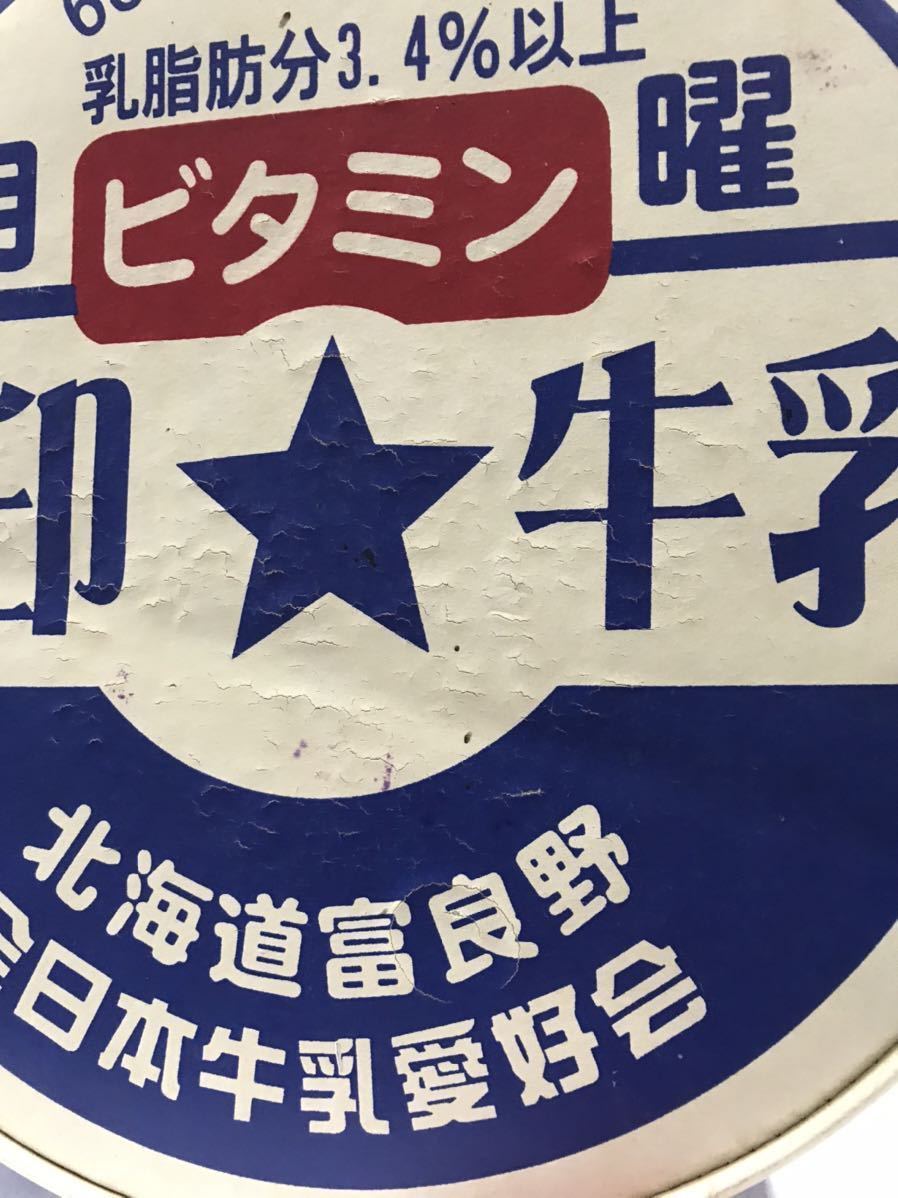 乳脂肪分3.4%以上
ビタミン
曜
印★牛乳
北海道富良野
全日本牛乳愛好会